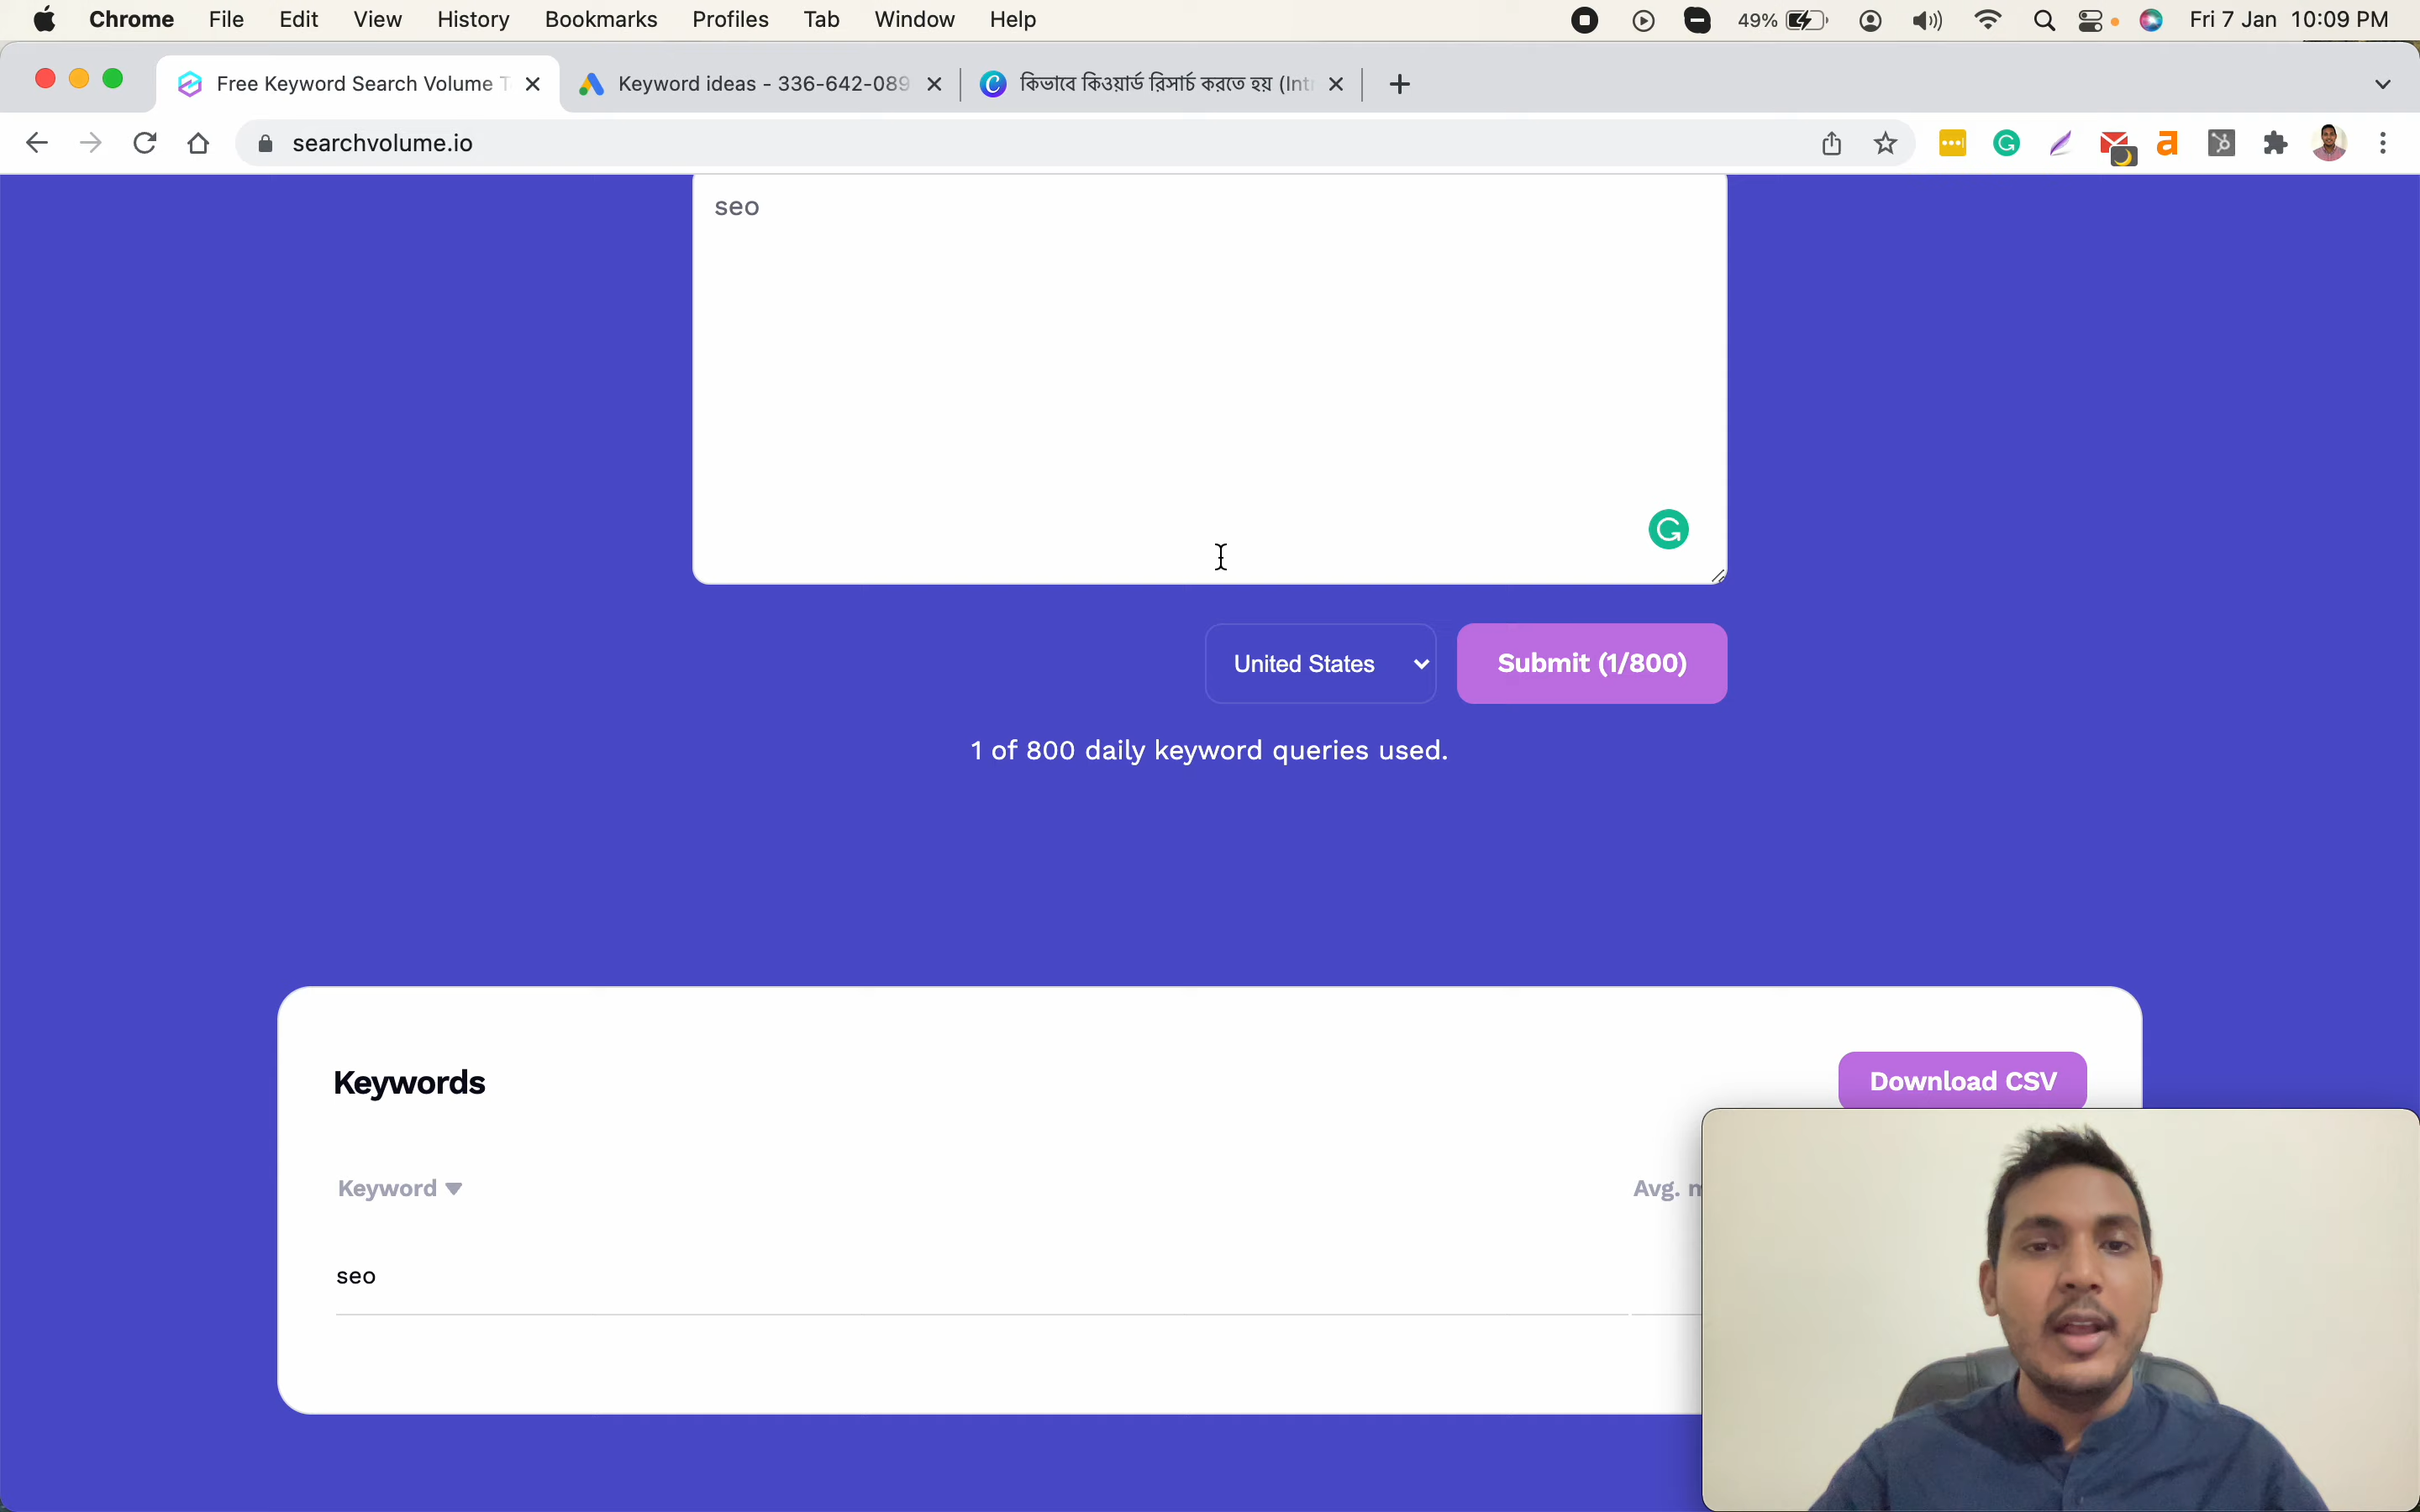 Chrome File Edit View History Bookmarks Profiles Tab Window Help 49% Fri 7 Jan 10:09 PM
Free Keyword Search Volume Keyword ideas - 336-642-089 কিভাবে কিওয়ার্ড রিসার্চ করতে হয়
searchvolume.io
seo
United States Submit (1/800)
1 of 800 daily keyword queries used.
Keywords Download CSV
Keyword Avg.
seo